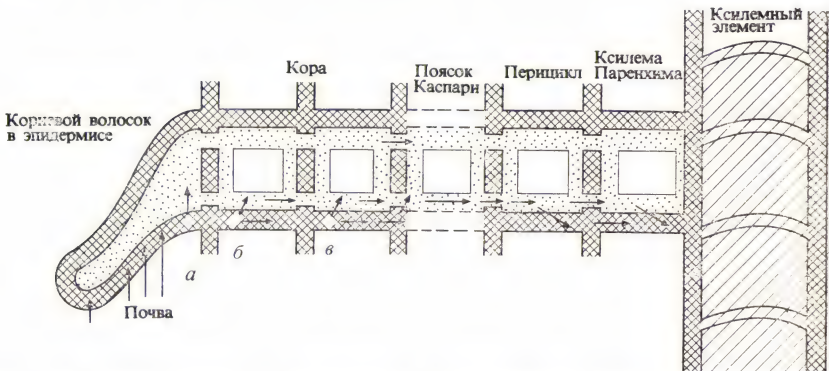 Ксилемный
элемент
Кора
Поясок
Каспари
Перицикл
Ксилема
Паренхима
Корневой волосок
в эпидермисе
а
б
в
Почва